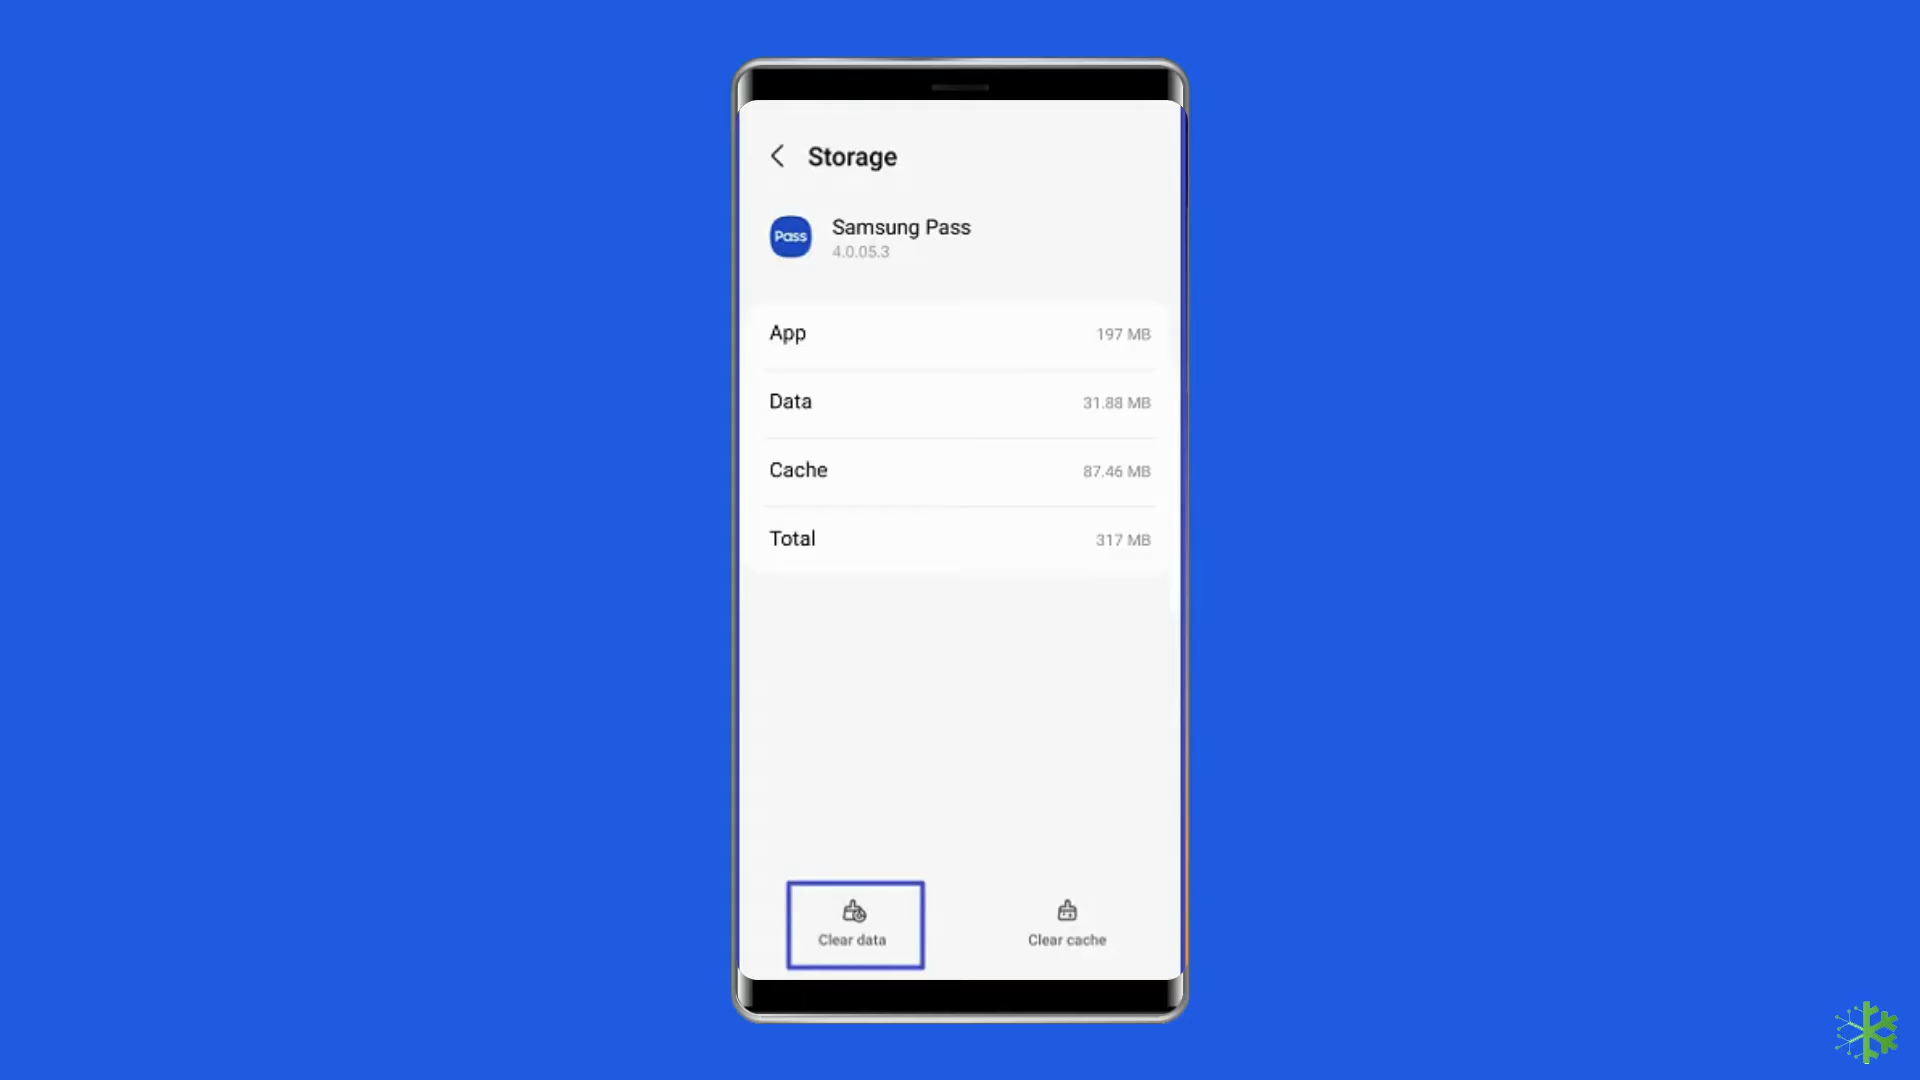 Storage
Pass
Samsung Pass
4.0.05.3
App 197 MB
Data 31.88 MB
Cache 87.46 MB
Total 317 MB
Clear data
Clear cache